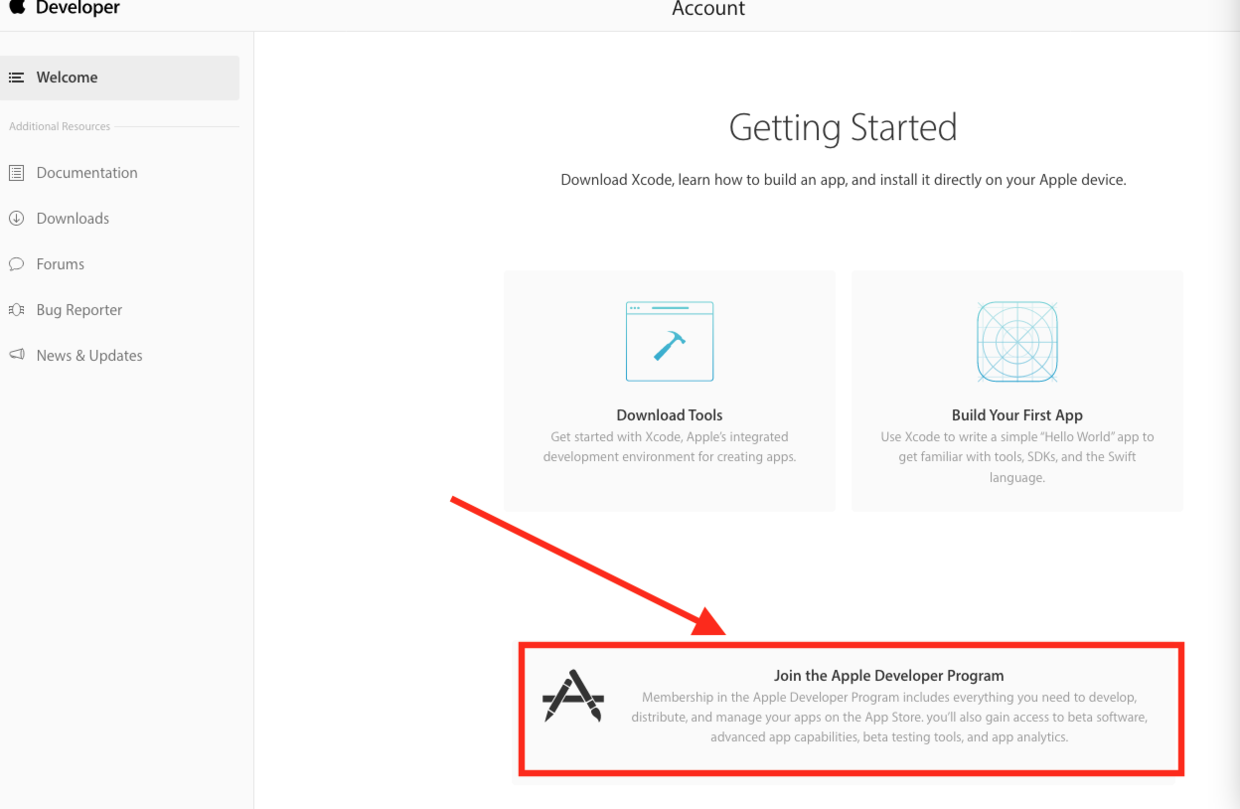 Developer
Account
Welcome
Additional Resources
Documentation
Downloads
Forums
Bug Reporter
News & Updates
Getting Started
Download Xcode, learn how to build an app, and install it directly on your Apple device.
Download Tools
Get started with Xcode, Apple's integrated
development environment for creating apps.
Build Your First App
Use Xcode to write a simple “Hello World” app to
get familiar with tools, SDKs, and the Swift
language.
Join the Apple Developer Program
Membership in the Apple Developer Program includes everything you need to develop,
distribute, and manage your apps on the App Store. you'll also gain access to beta software,
advanced app capabilities, beta testing tools, and app analytics.